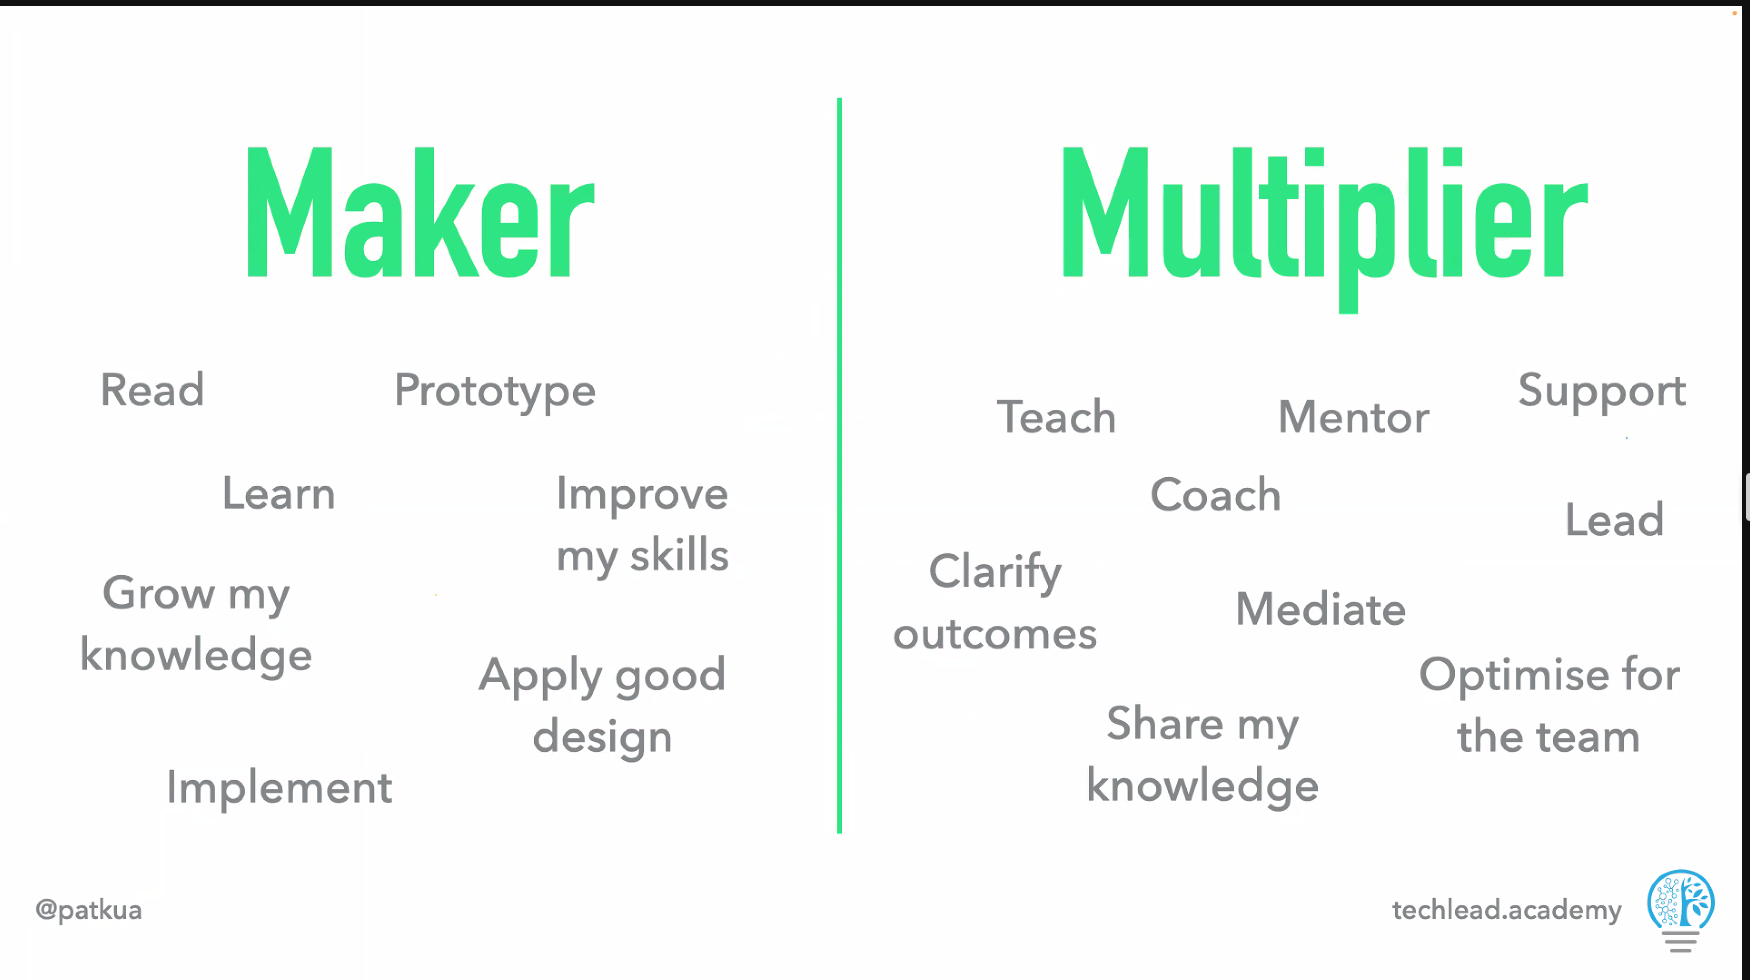 Maker
Read
Prototype
Learn
Improve
my skills
Grow my
knowledge
Apply good
design
Implement
Multiplier
Support
Teach
Mentor
Coach
Lead
Clarify
outcomes
Mediate
Optimise for
the team
Share my
knowledge
@patkua
techlead.academy